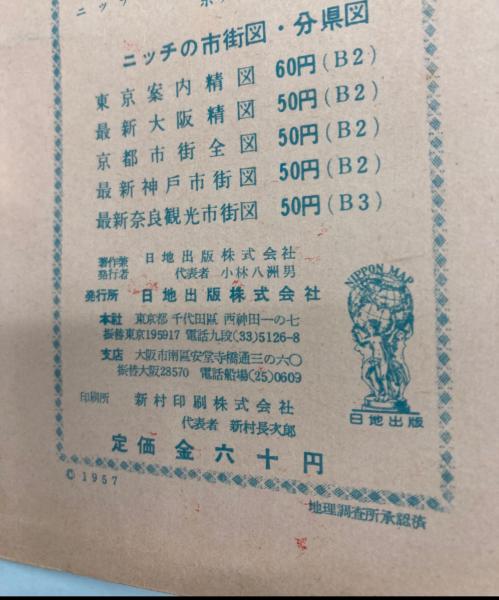 ニッチの市街図・分県図
東京案内精図 60円(B2)
最新大阪精図 50円(B2)
京都市街全図 50円(B2)
最新神戸市街図 50円(B2)
最新奈良観光市街図 50円(B3)
著作兼発行者 日地出版株式会社
代表者 小林八洲男
発行所 日地出版株式会社
本社 東京都千代田區西神田一の七
振替東京195917 電話九段(33)5126-8
支店 大阪市南區安堂寺橋通三の六〇
振替大阪28570 電話船場(25)0609
NIPPON MAP
日地出版
印刷所 新村印刷株式会社
代表者 新村長次郎
定価金六十円
© 1957
地理調査所承認済